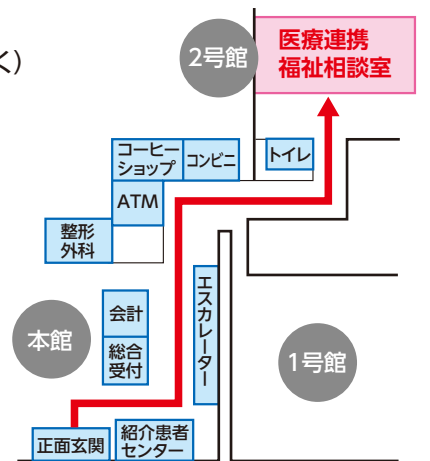 く)
2号館
医療連携
福祉相談室
コーヒー
ショップ
コンビニ
トイレ
ATM
整形
外科
エスカレーター
会計
本館
総合
受付
1号館
正面玄関
紹介患者
センター